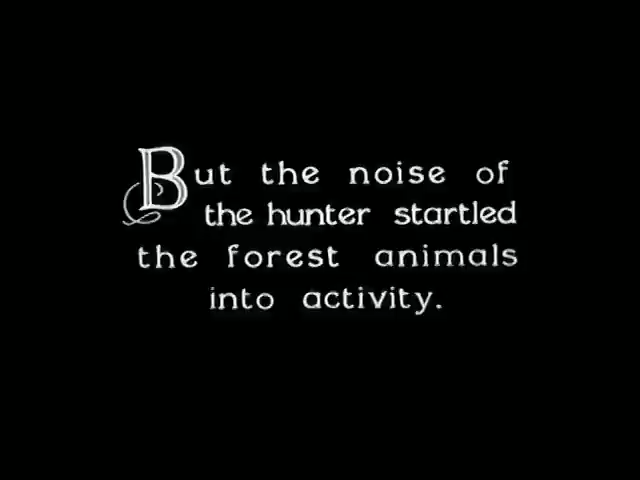 But the noise of
the hunter startled
the forest animals
into activity.